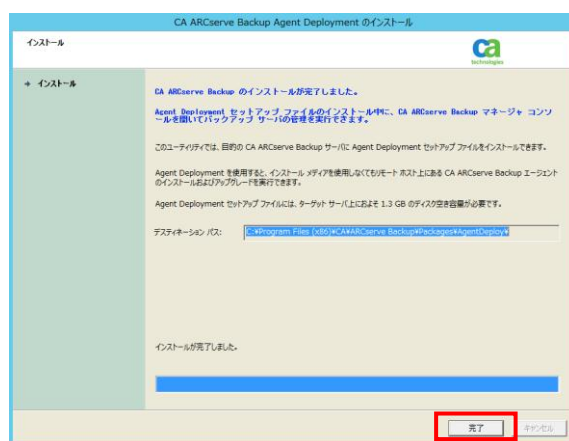 CA ARCserve Backup Agent Deployment のインストール
インストール
ca
technologies
→ インストール
CA ARCserve Backup のインストールが完了しました。
Agent Deployment セットアップ ファイルのインストール中に、CA ARCserve Backup マネージャ コンソ
ールを開いてバックアップ サーバの管理を実行できます。
このユーティリティでは、目的の CA ARCserve Backup サーバに Agent Deployment セットアップ ファイルをインストールできます。
Agent Deployment を使用すると、インストール メディアを使用しなくてもリモート ホスト上にある CA ARCserve Backup エージェント
のインストールおよびアップグレードを実行できます。
Agent Deployment セットアップ ファイルには、ターゲット サーバ上におよそ 1.3 GB のディスク空き容量が必要です。
デスティネーション パス: C:¥Program Files (x86)¥CA¥ARCserve Backup¥Packages¥AgentDeploy¥
インストールが完了しました。
完了 キャンセル